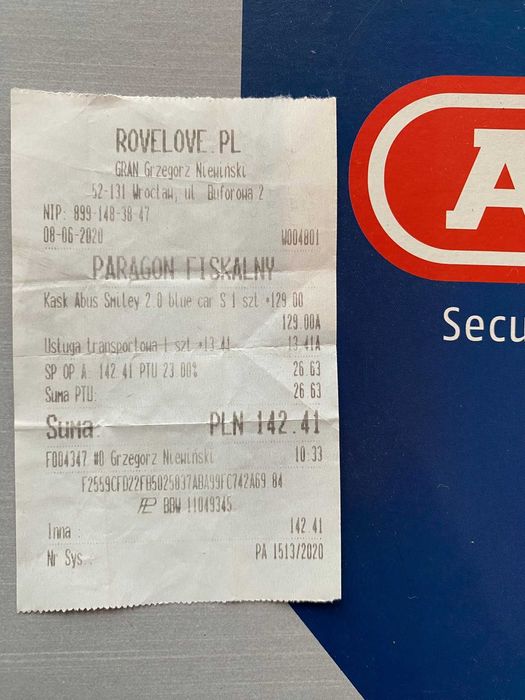 ROVELOVE.PL
GRAN Grzegorz Niewiński
52-131 Wrocław, ul. Buforowa 2
NIP: 899-148-38-47
08-06-2020 W004801
PARAGON FISKALNY
Kask Abus Smiley 2.0 blue car S 1 szt *129.00
129.00A
Usługa transportowa 1 szt *13.41 13.41A
SP.OP.A: 142.41 PTU 23.00% 26.63
Suma PTU: 26.63
Suma: PLN 142.41
F004347 #0 Grzegorz Niewiński 10:33
F2559CFD22FB5025037ABA99FC742A69 84
BBW 11049345
Inna: 142.41
Nr Sys.: PA 1513/2020
A
Secu